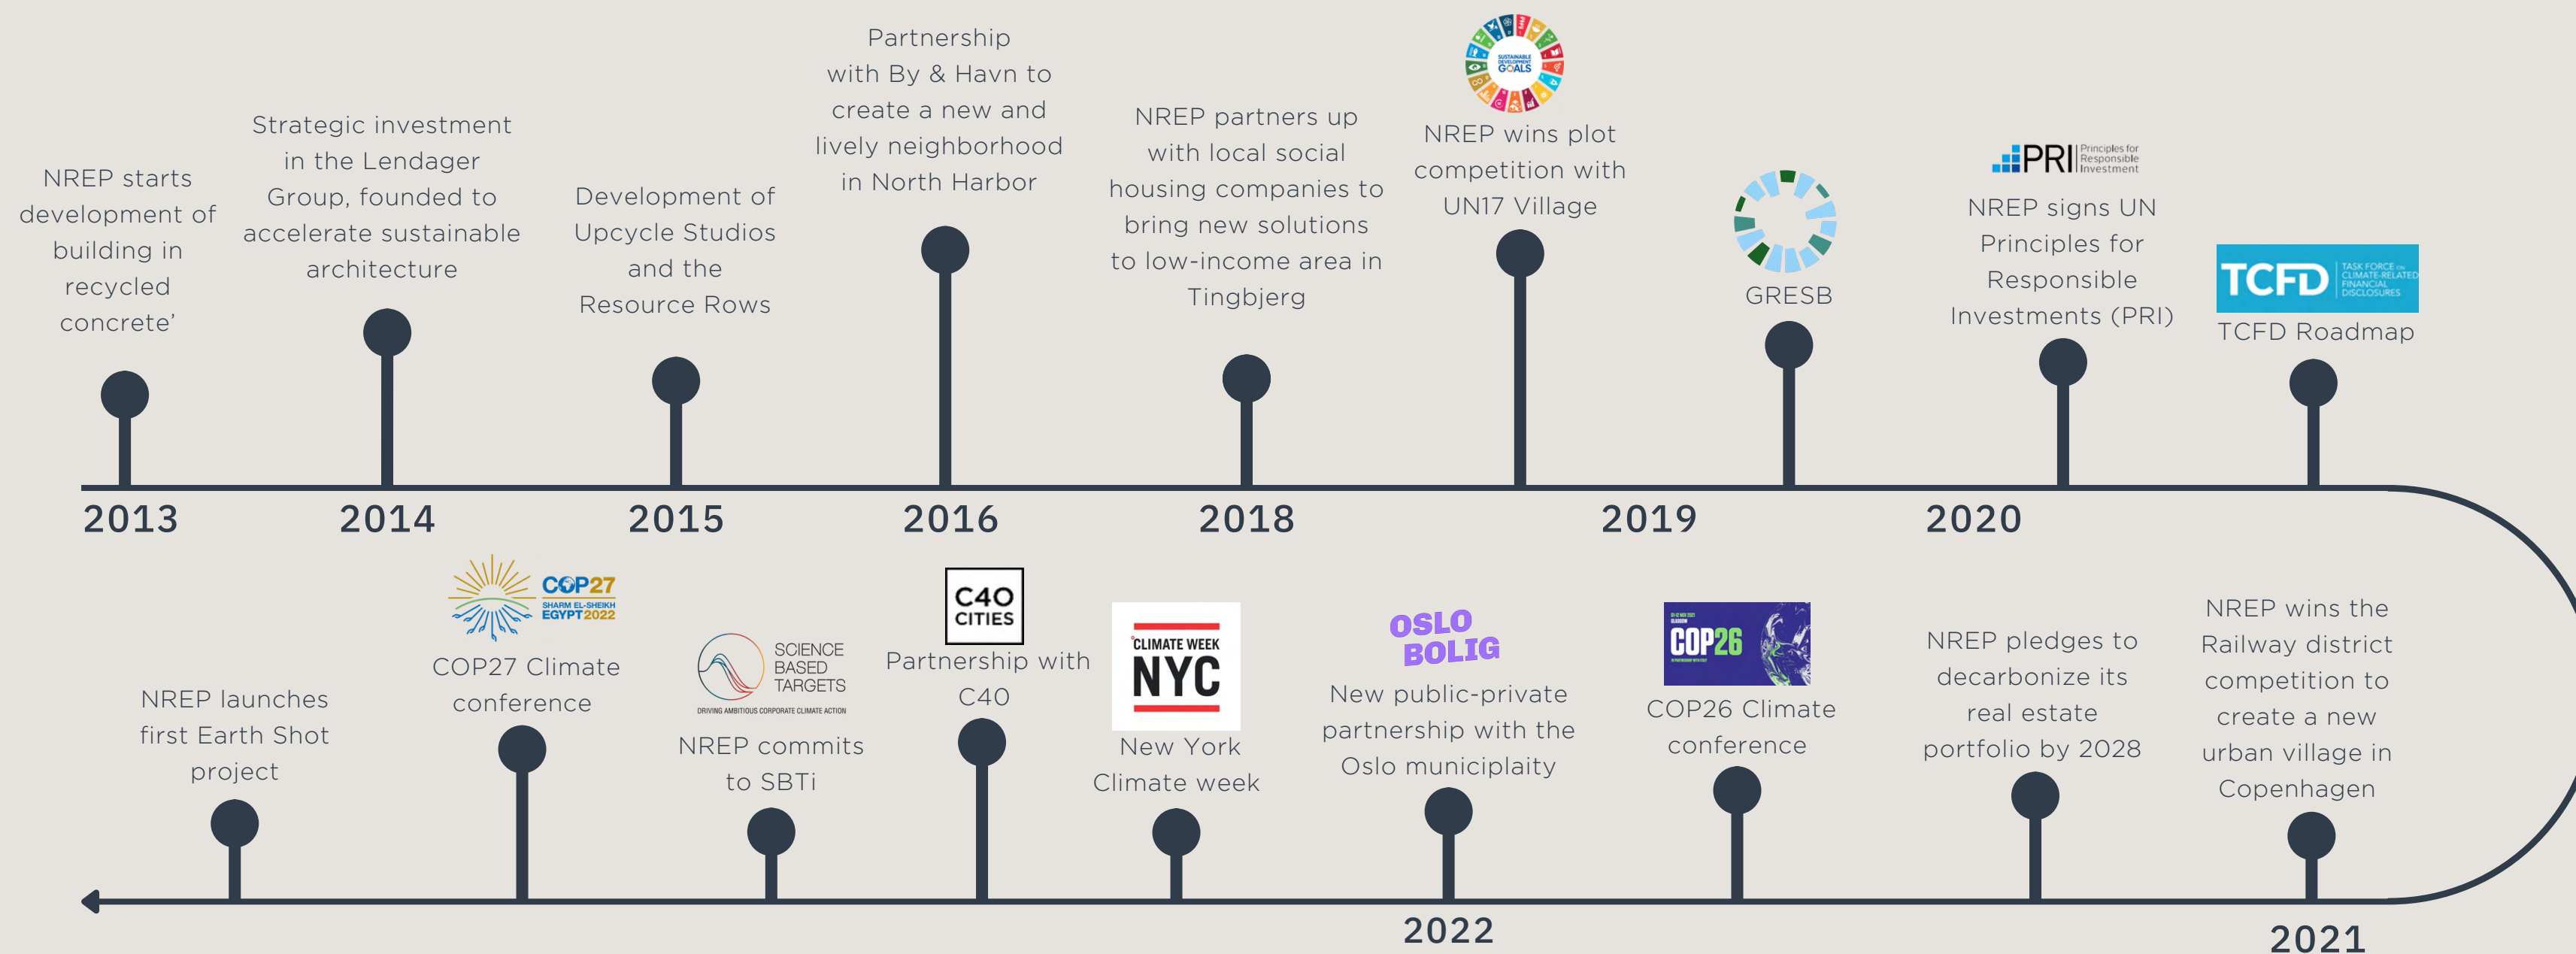 NREP starts
development of
building in
recycled
concrete’
Strategic investment
in the Lendager
Group, founded to
accelerate sustainable
architecture
Development of
Upcycle Studios
and the
Resource Rows
Partnership
with By & Havn to
create a new and
lively neighborhood
in North Harbor
NREP partners up
with local social
housing companies to
bring new solutions
to low-income area in
Tingbjerg
SUSTAINABLE
DEVELOPMENT
GOALS
NREP wins plot
competition with
UN17 Village
GRESB
PRI
Principles for
Responsible
Investment
NREP signs UN
Principles for
Responsible
Investments (PRI)
TCFD
TASK FORCE ON
CLIMATE-RELATED
FINANCIAL
DISCLOSURES
TCFD Roadmap
2013
2014
2015
2016
2018
2019
2020
NREP launches
first Earth Shot
project
COP27
SHARM EL-SHEIKH
EGYPT 2022
COP27 Climate
conference
SCIENCE
BASED
TARGETS
DRIVING AMBITIOUS CORPORATE CLIMATE ACTION
NREP commits
to SBTi
C40
CITIES
Partnership with
C40
°CLIMATE WEEK
NYC
New York
Climate week
OSLO
BOLIG
New public-private
partnership with the
Oslo municiplaity
COP26
COP26 Climate
conference
NREP pledges to
decarbonize its
real estate
portfolio by 2028
NREP wins the
Railway district
competition to
create a new
urban village in
Copenhagen
2022
2021